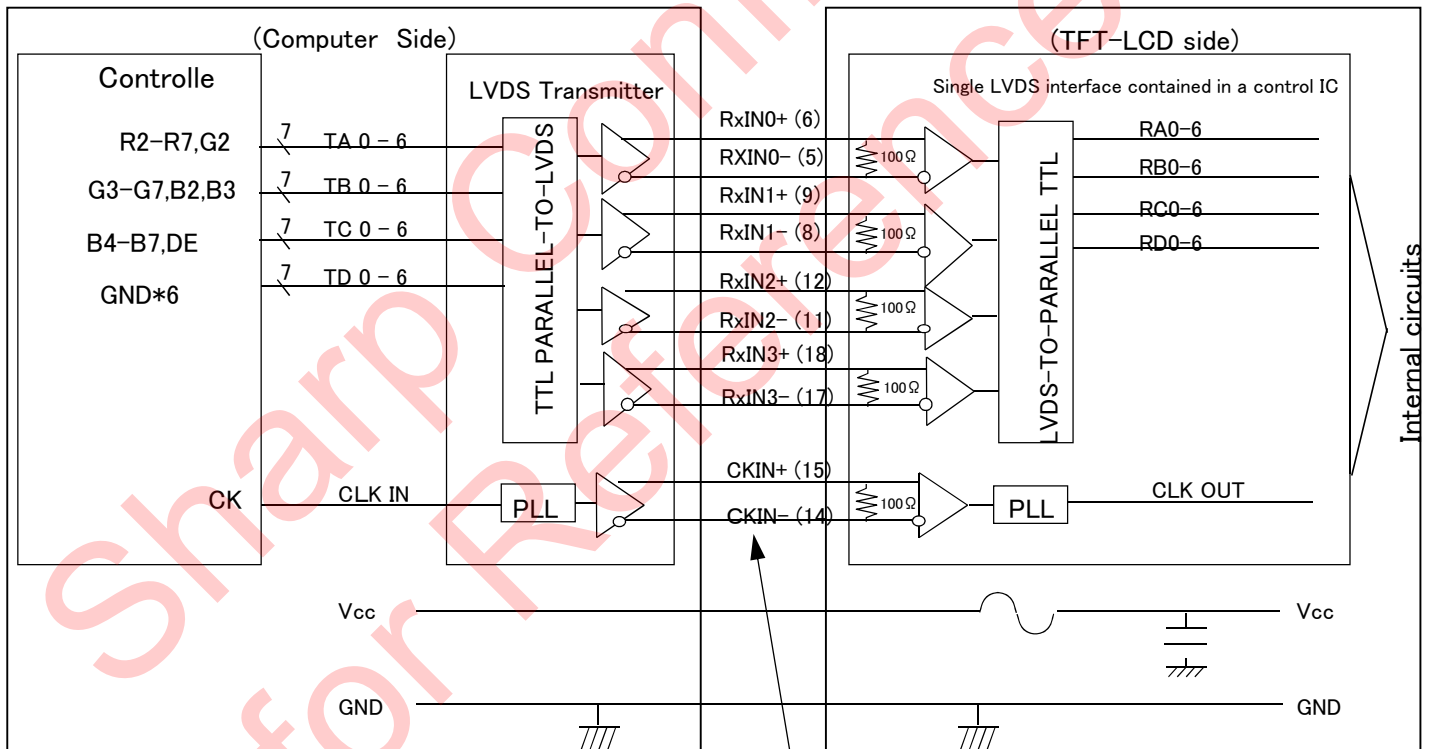 (Computer Side)
(TFT-LCD side)
Controlle
LVDS Transmitter
Single LVDS interface contained in a control IC
R2-R7,G2
7
TA 0 - 6
G3-G7,B2,B3
7
TB 0 - 6
B4-B7,DE
7
TC 0 - 6
GND*6
7
TD 0 - 6
TTL PARALLEL-TO-LVDS
RxIN0+ (6)
RXIN0- (5)
RxIN1+ (9)
RxIN1- (8)
RxIN2+ (12)
RxIN2- (11)
RxIN3+ (18)
RxIN3- (17)
100Ω
100Ω
100Ω
100Ω
LVDS-TO-PARALLEL TTL
RA0-6
RB0-6
RC0-6
RD0-6
Internal circuits
CK
CLK IN
PLL
CKIN+ (15)
CKIN- (14)
100Ω
PLL
CLK OUT
Vcc
Vcc
GND
GND
Sharp
for Reference